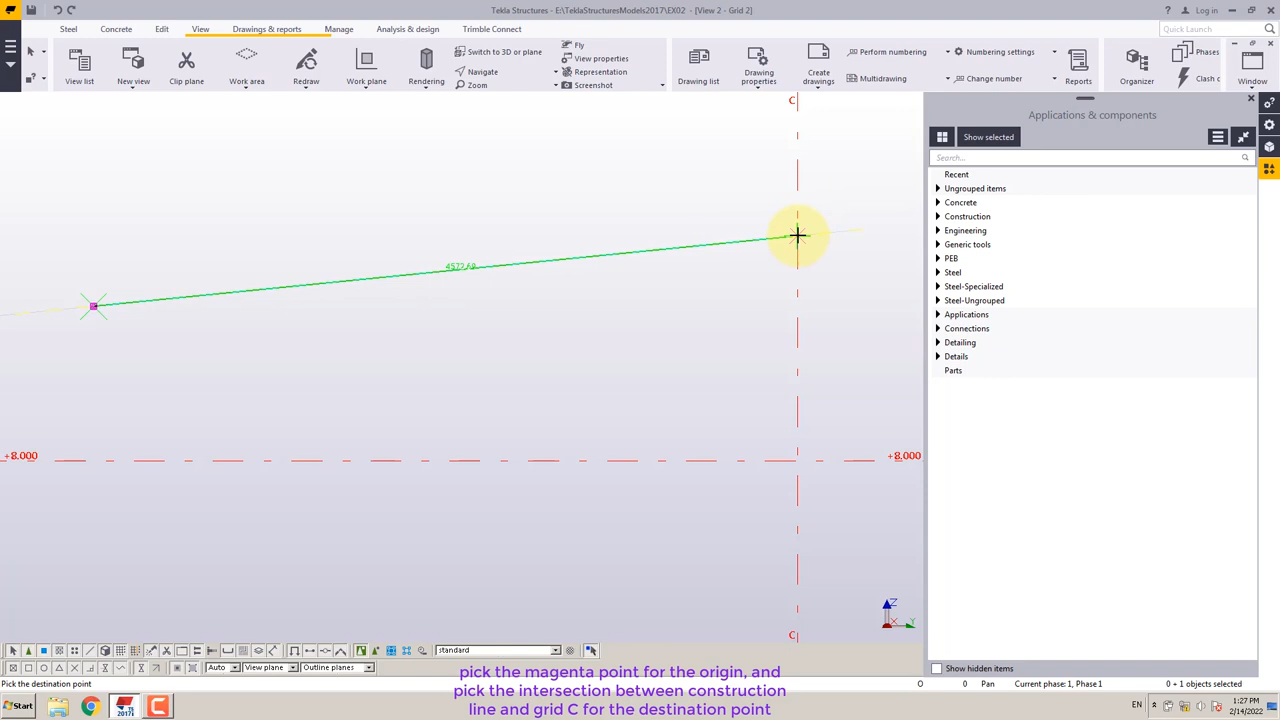 Tekla Structures - E:\TeklaStructuresModels2017\EX02 - [View 2 - Grid 2]
Log in
Steel
Concrete
Edit
View
Drawings & reports
Manage
Analysis & design
Trimble Connect
Quick Launch
View list
New view
Clip plane
Work area
Redraw
Work plane
Rendering
Switch to 3D or plane
Navigate
Zoom
Fly
View properties
Representation
Screenshot
Drawing list
Drawing
properties
Create
drawings
Perform numbering
Multidrawing
Numbering settings
Change number
Reports
Organizer
Phases
Clash c
Window
Applications & components
Show selected
Search...
Recent
Ungrouped items
Concrete
Construction
Engineering
Generic tools
PEB
Steel
Steel-Specialized
Steel-Ungrouped
Applications
Connections
Detailing
Details
Parts
Show hidden items
C
4522.68
+8.000
+8.000
C
Z
X
Y
standard
Auto
View plane
Outline planes
Pick the destination point
O
0
Pan
Current phase: 1, Phase 1
0 + 1 objects selected
pick the magenta point for the origin, and
pick the intersection between construction
line and grid C for the destination point
Start
EN
1:27 PM
2/14/2022